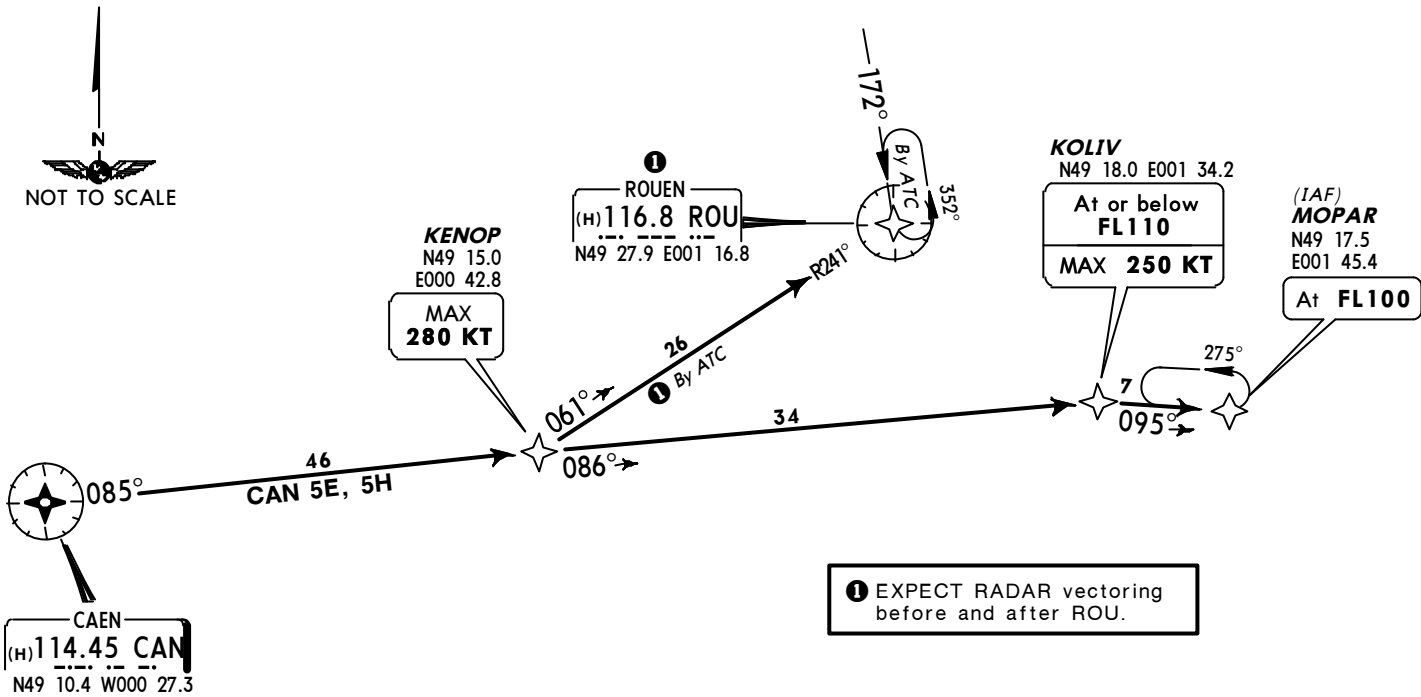 N
NOT TO SCALE
172°
By ATC
352°
❶
ROUEN
(H) 116.8 ROU
N49 27.9 E001 16.8
KOLIV
N49 18.0 E001 34.2
At or below
FL110
MAX 250 KT
(IAF)
MOPAR
N49 17.5
E001 45.4
At FL100
KENOP
N49 15.0
E000 42.8
MAX
280 KT
R241°
26
❶ By ATC
061°
275°
7
095°
34
086°
085°
46
CAN 5E, 5H
CAEN
(H) 114.45 CAN
N49 10.4 W000 27.3
❶ EXPECT RADAR vectoring
before and after ROU.